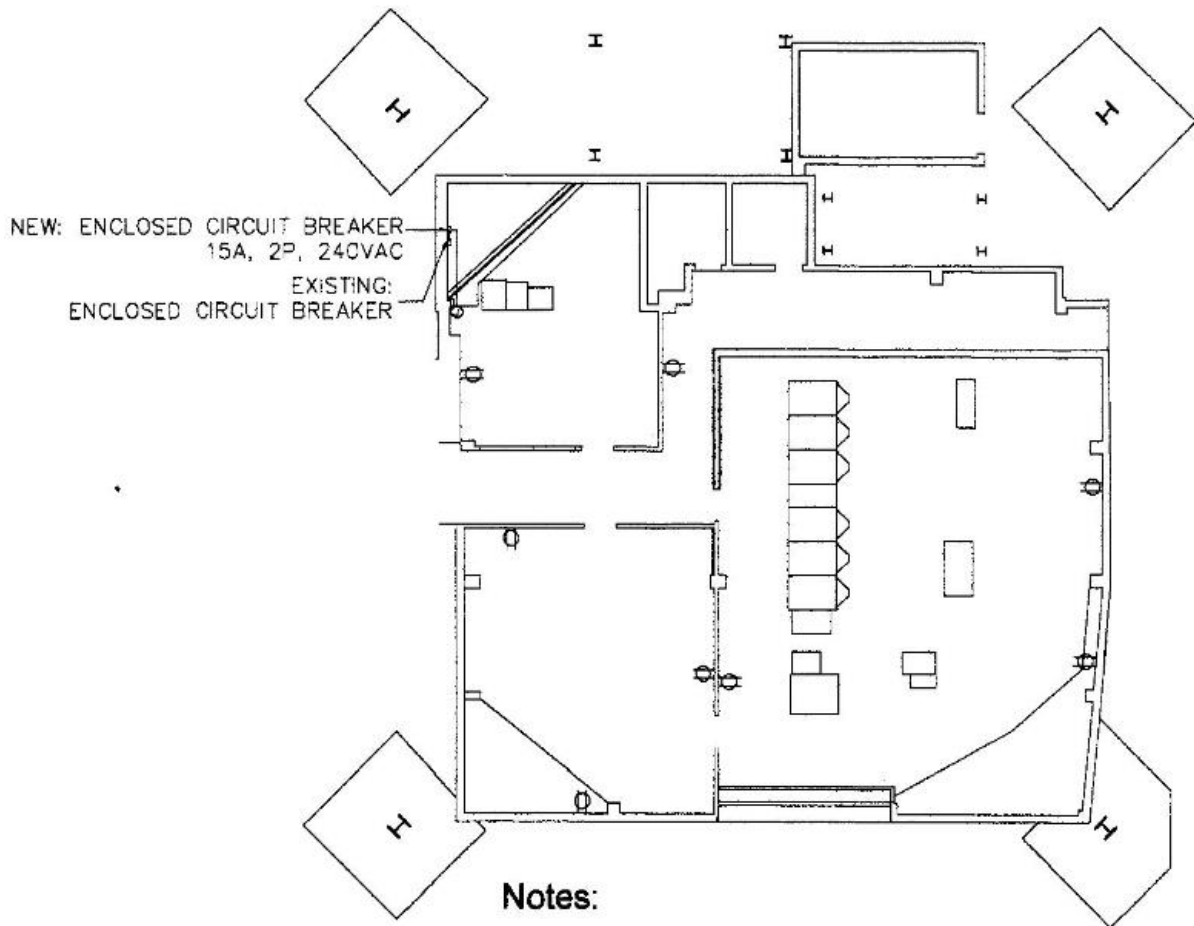 NEW: ENCLOSED CIRCUIT BREAKER
15A, 2P, 240VAC
EXISTING:
ENCLOSED CIRCUIT BREAKER
Notes: